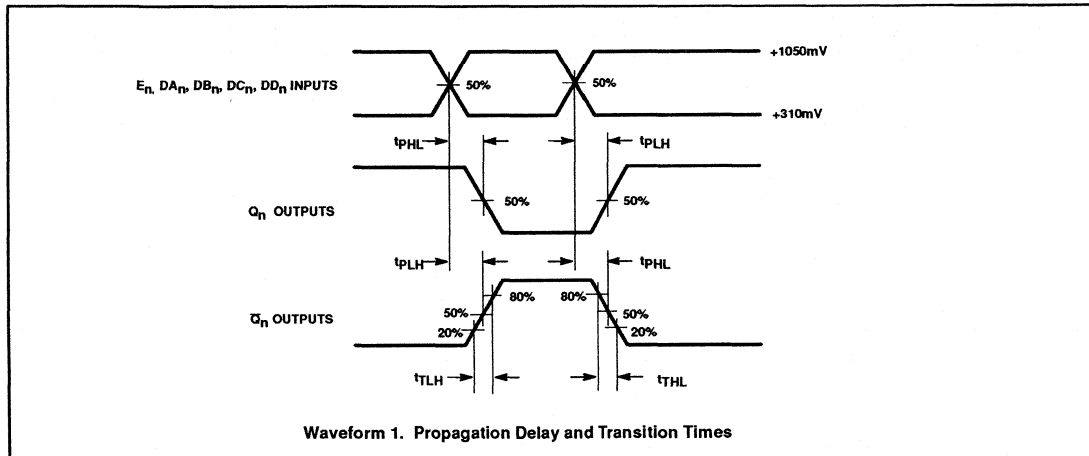 +1050mV
En, DAn, DBn, DCn, DDn INPUTS
50%
50%
+310mV
tPHL
tPLH
Qn OUTPUTS
50%
50%
tPLH
tPHL
80%
80%
Q̅n OUTPUTS
50%
50%
20%
20%
tTLH
tTHL
Waveform 1. Propagation Delay and Transition Times